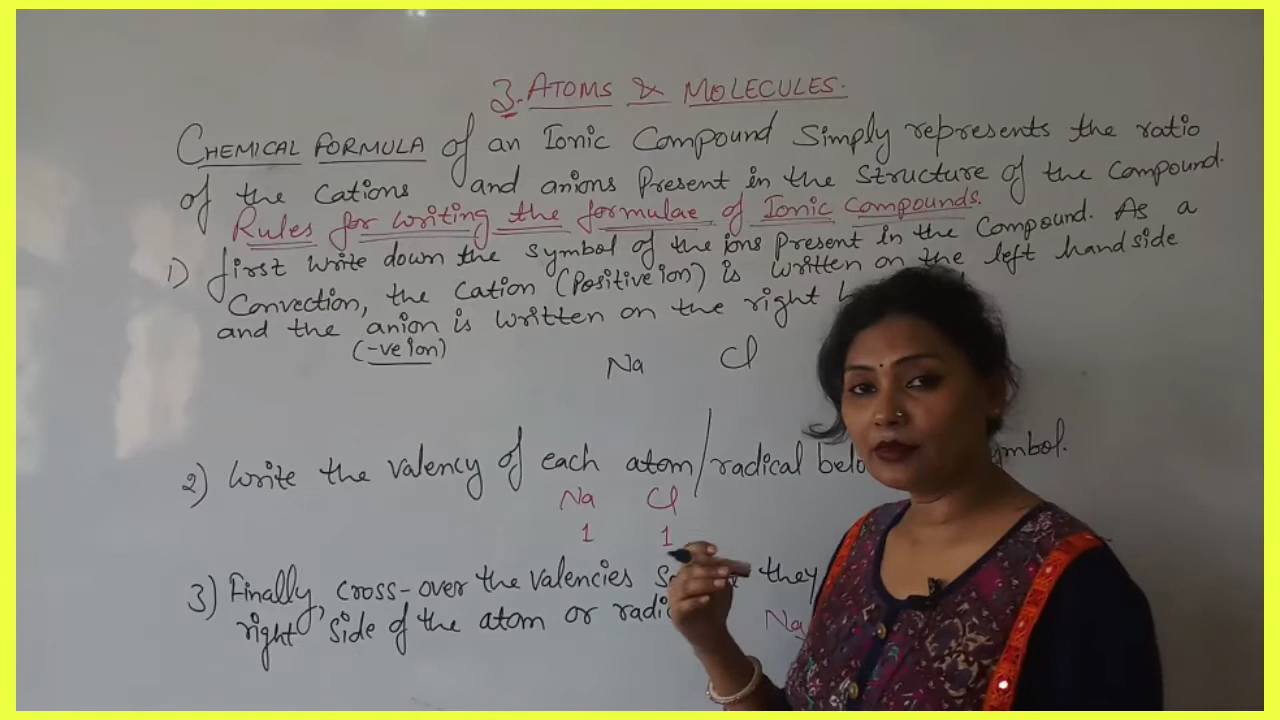 3. ATOMS & MOLECULES.
CHEMICAL FORMULA of an Ionic Compound Simply represents the ratio
of the cations and anions present in the structure of the compound.
Rules for writing the formulae of Ionic Compounds.
1) first write down the symbol of the ions present in the compound. As a
Convection, the cation (Positive ion) is written on the left hand side
and the anion is written on the right
(-ve ion)
Na Cl
2) Write the valency of each atom/radical symbol.
Na Cl
1 1
3) Finally, cross-over the valencies they
right side of the atom or
Na